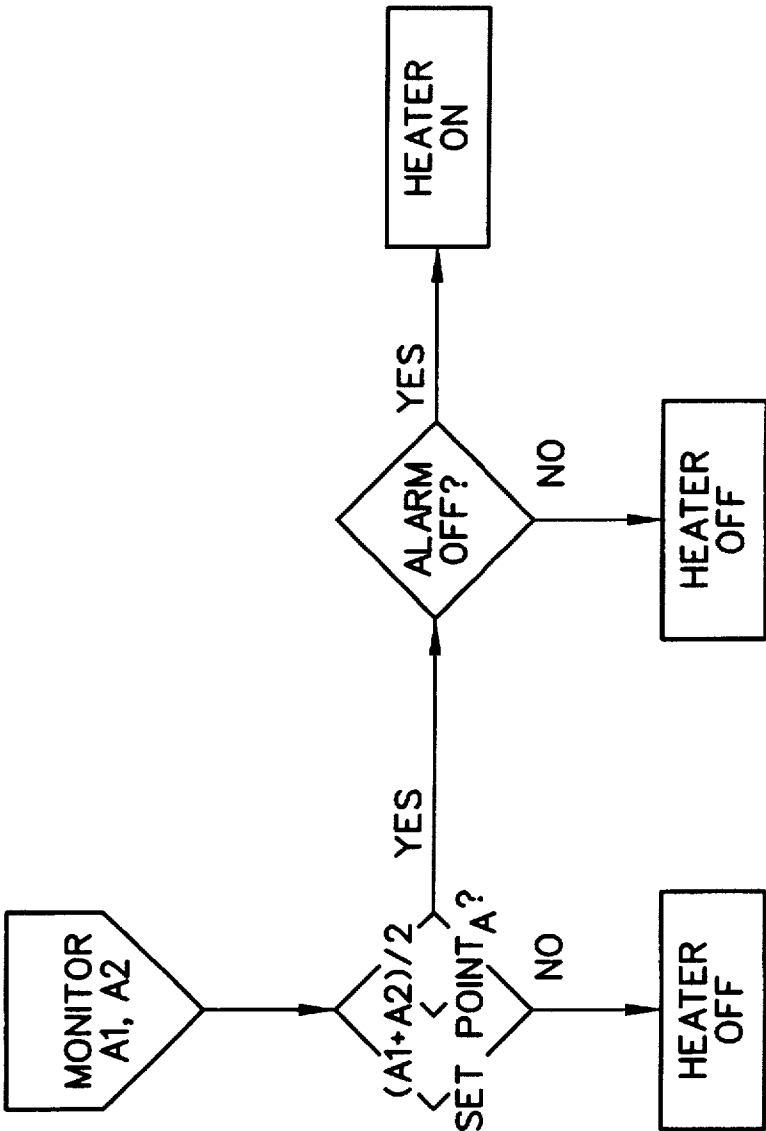 MONITOR
A1, A2
(A1+A2)/2
<
SET POINT_A?
YES
NO
HEATER
OFF
ALARM
OFF?
YES
NO
HEATER
OFF
HEATER
ON